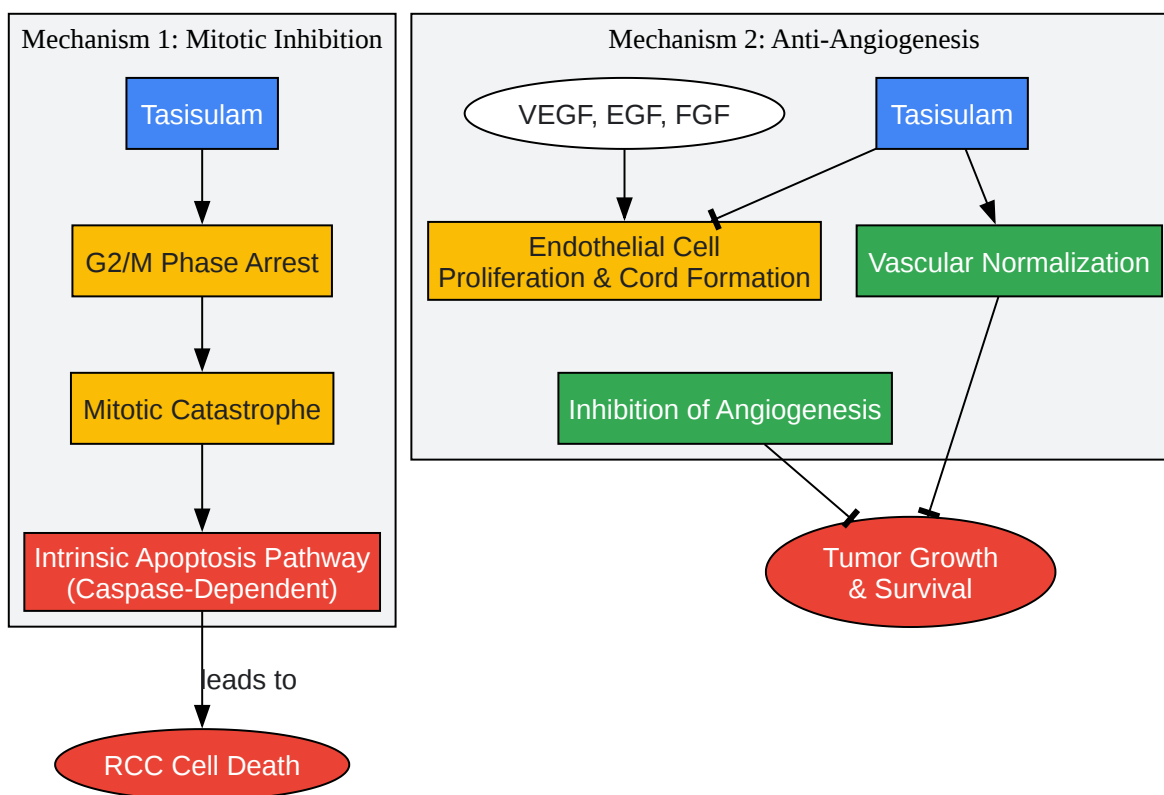 Mechanism 1: Mitotic Inhibition
Tasisulam
G2/M Phase Arrest
Mitotic Catastrophe
Intrinsic Apoptosis Pathway
(Caspase-Dependent)
leads to
RCC Cell Death
Mechanism 2: Anti-Angiogenesis
VEGF, EGF, FGF
Tasisulam
Endothelial Cell
Proliferation & Cord Formation
Vascular Normalization
Inhibition of Angiogenesis
Tumor Growth
& Survival